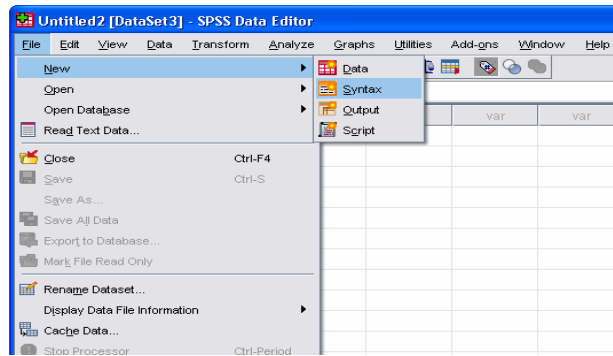 Untitled2 [DataSet3] - SPSS Data Editor
File Edit View Data Transform Analyze Graphs Utilities Add-ons Window Help
New
Data
Open
Syntax
Open Database
Output
var var
Read Text Data...
Script
Close Ctrl-F4
Save Ctrl-S
Save As...
Save All Data
Export to Database...
Mark File Read Only
Rename Dataset...
Display Data File Information
Cache Data...
Stop Processor Ctrl-Period